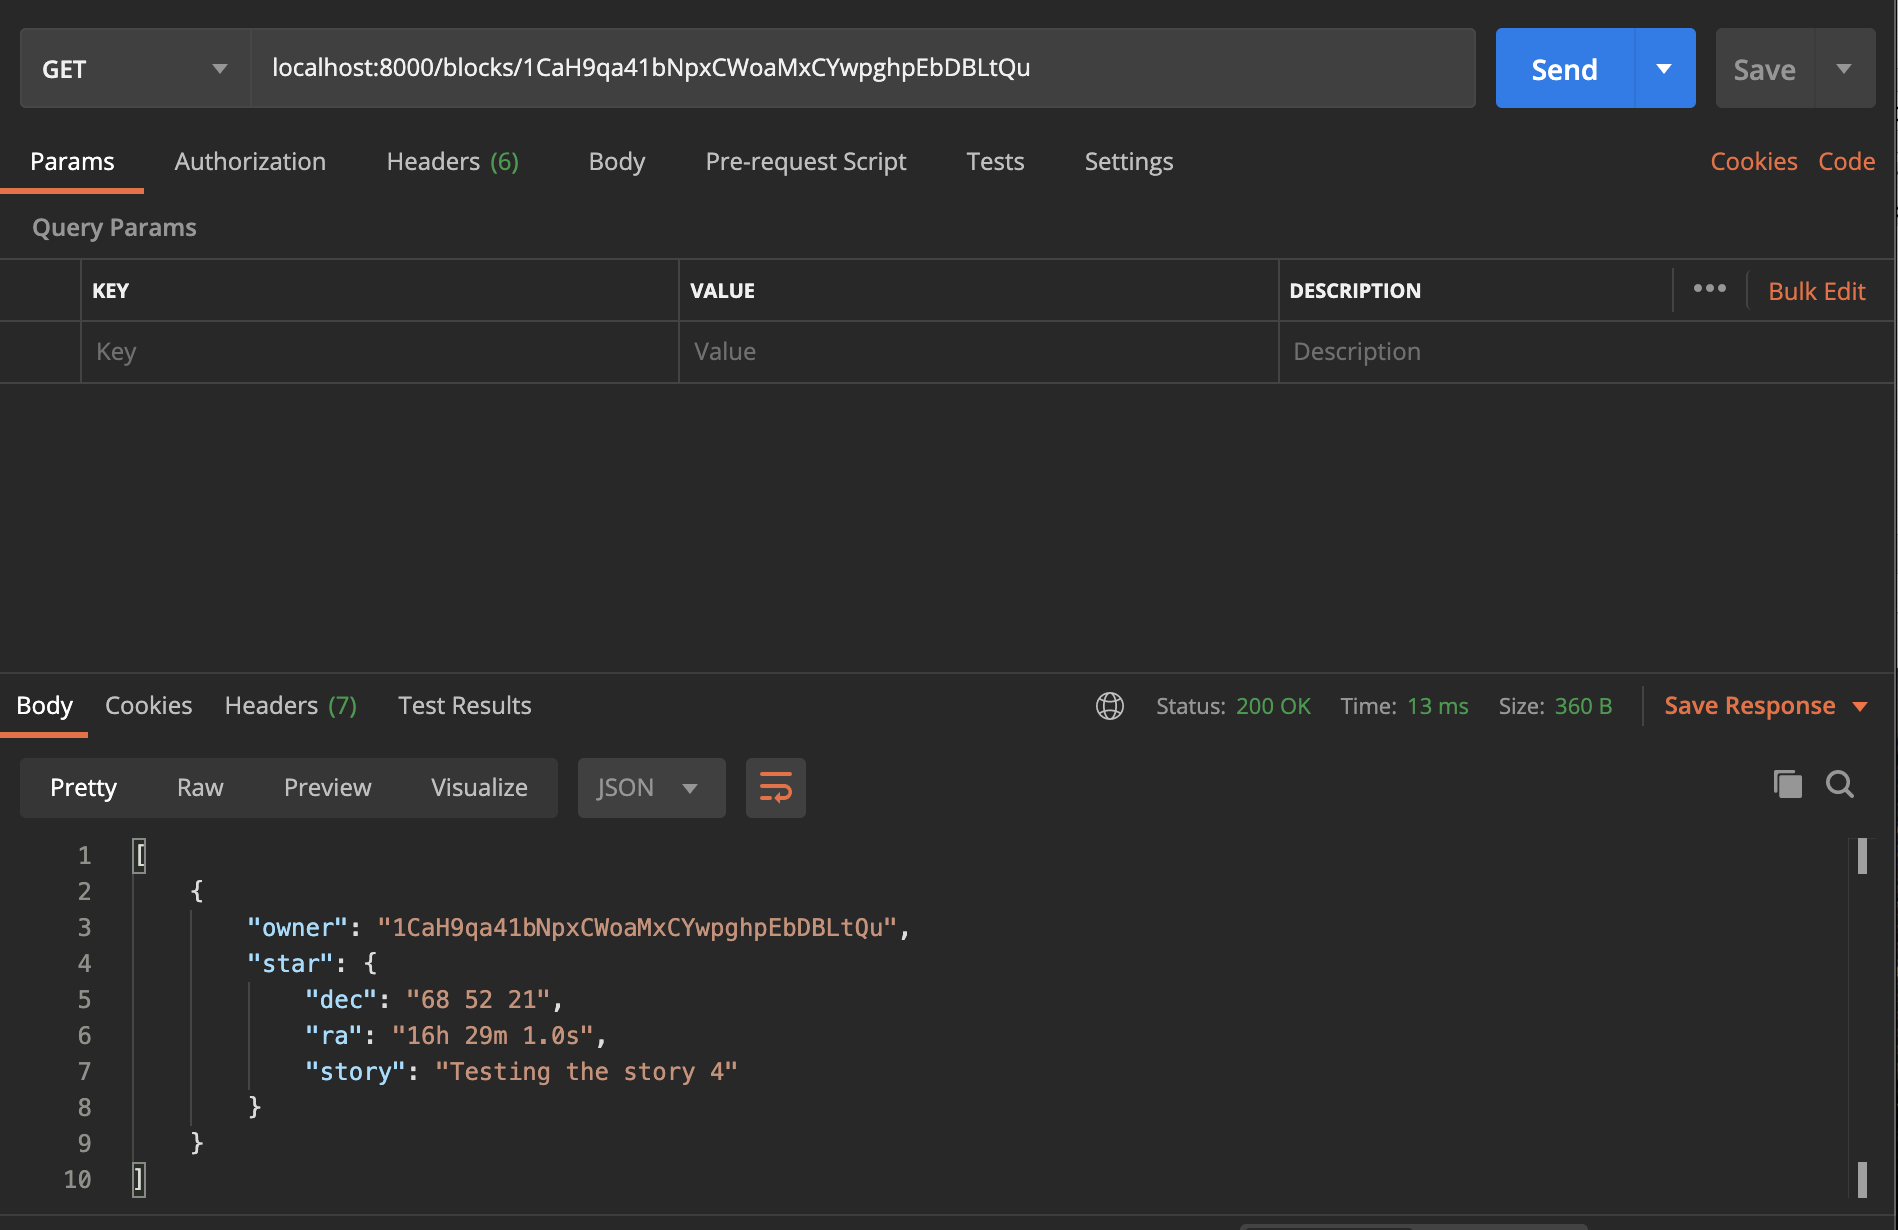 GET localhost:8000/blocks/1CaH9qa41bNpxCWoaMxCYwpghpEbDBLtQu Send Save
Params Authorization Headers (6) Body Pre-request Script Tests Settings Cookies Code
Query Params
KEY VALUE DESCRIPTION ••• Bulk Edit
Key Value Description
Body Cookies Headers (7) Test Results Status: 200 OK Time: 13 ms Size: 360 B Save Response
Pretty Raw Preview Visualize JSON
1 [
2 {
3 "owner": "1CaH9qa41bNpxCWoaMxCYwpghpEbDBLtQu",
4 "star": {
5 "dec": "68 52 21",
6 "ra": "16h 29m 1.0s",
7 "story": "Testing the story 4"
8 }
9 }
10 ]